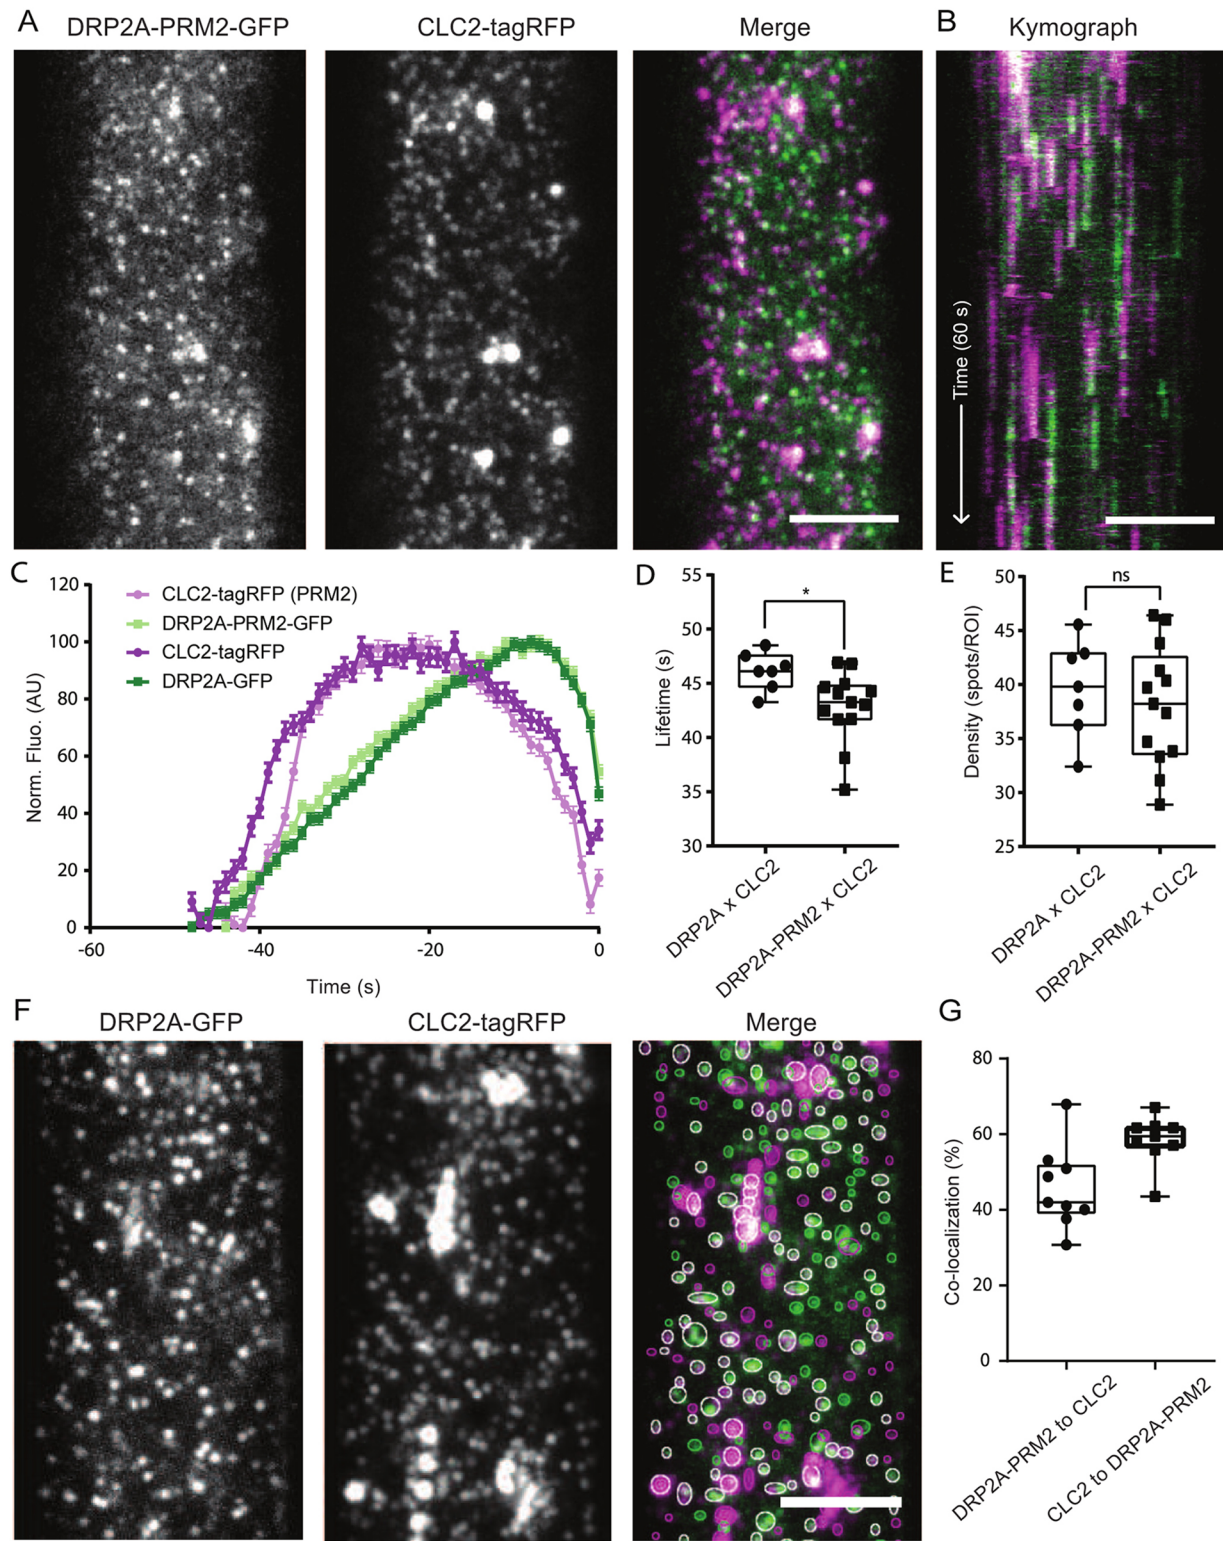 A
DRP2A-PRM2-GFP
CLC2-tagRFP
Merge
B
Kymograph
Time (60 s)
C
120
100
80
60
40
20
0
-60
-40
-20
0
Norm. Fluo. (AU)
Time (s)
CLC2-tagRFP (PRM2)
DRP2A-PRM2-GFP
CLC2-tagRFP
DRP2A-GFP
D
55
50
45
40
35
30
Lifetime (s)
*
DRP2A x CLC2
DRP2A-PRM2 x CLC2
E
50
45
40
35
30
25
Density (spots/ROI)
ns
DRP2A x CLC2
DRP2A-PRM2 x CLC2
F
DRP2A-GFP
CLC2-tagRFP
Merge
G
80
60
40
20
0
Co-localization (%)
DRP2A-PRM2 to CLC2
CLC2 to DRP2A-PRM2